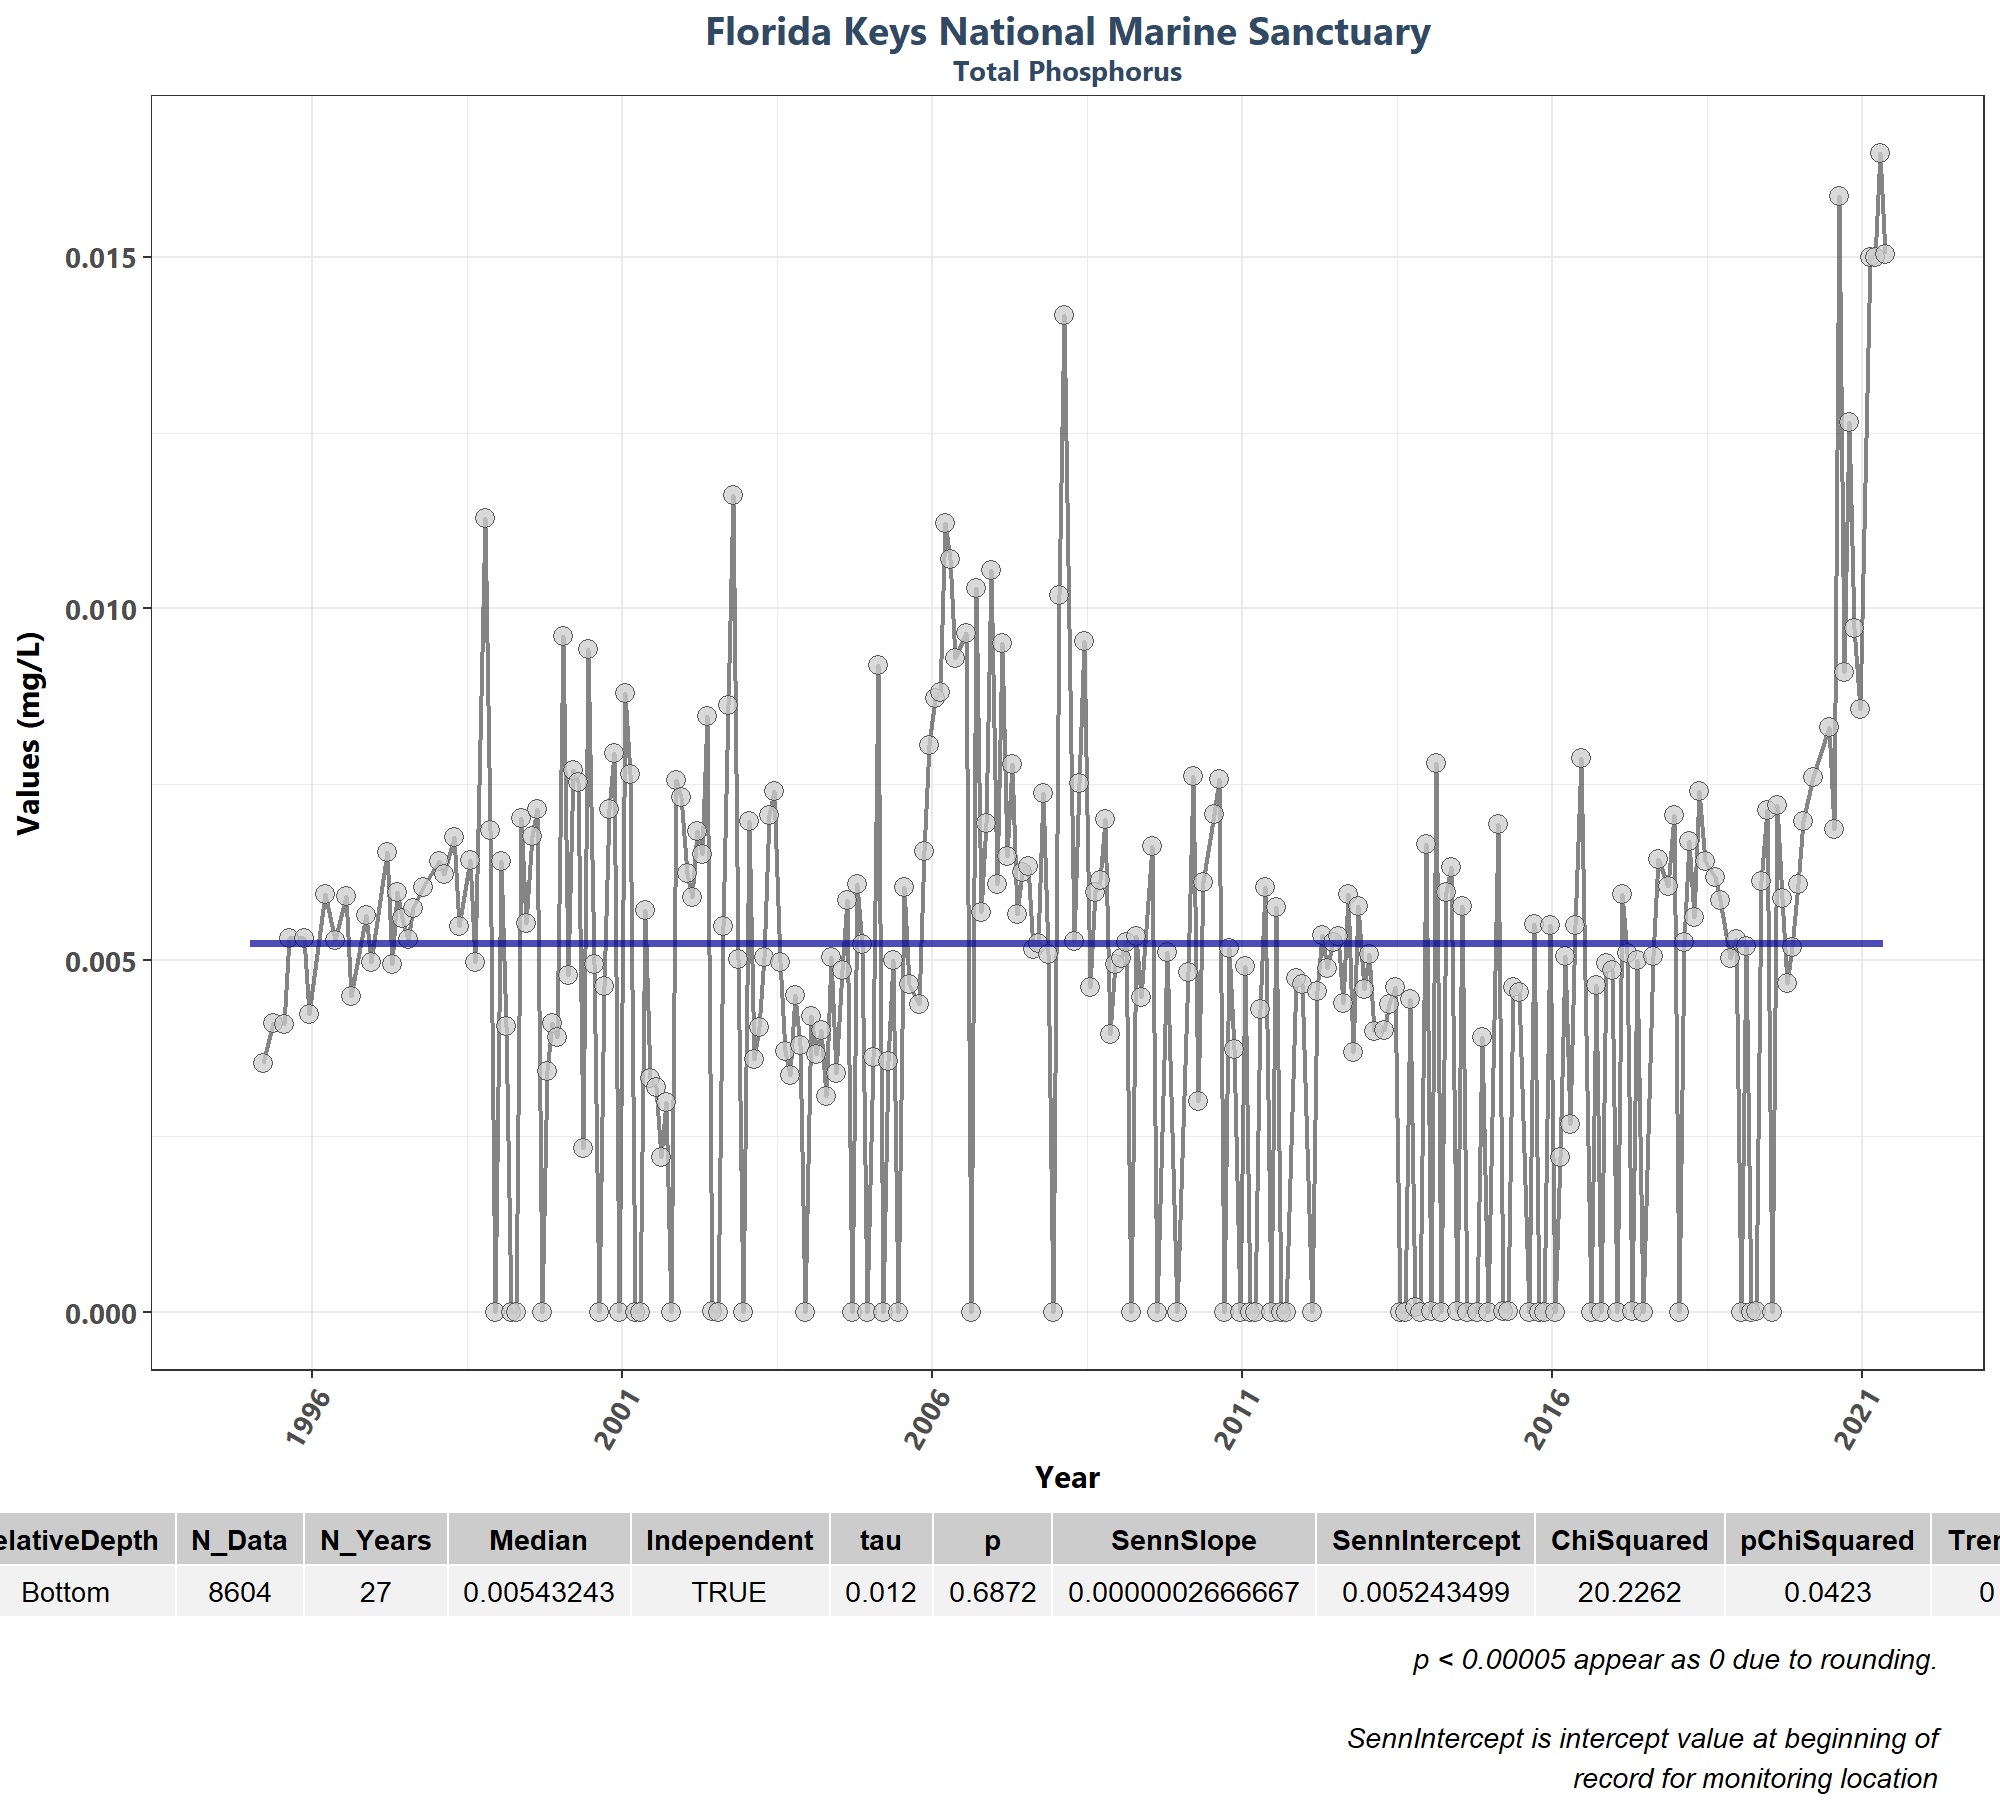 Florida Keys National Marine Sanctuary
Total Phosphorus
Values (mg/L)
0.015
0.010
0.005
0.000
1996 2001 2006 2011 2016 2021
Year
elativeDepth N_Data N_Years Median Independent tau p SennSlope SennIntercept ChiSquared pChiSquared Tren
Bottom 8604 27 0.00543243 TRUE 0.012 0.6872 0.0000002666667 0.005243499 20.2262 0.0423 0
p < 0.00005 appear as 0 due to rounding.
SennIntercept is intercept value at beginning of
record for monitoring location